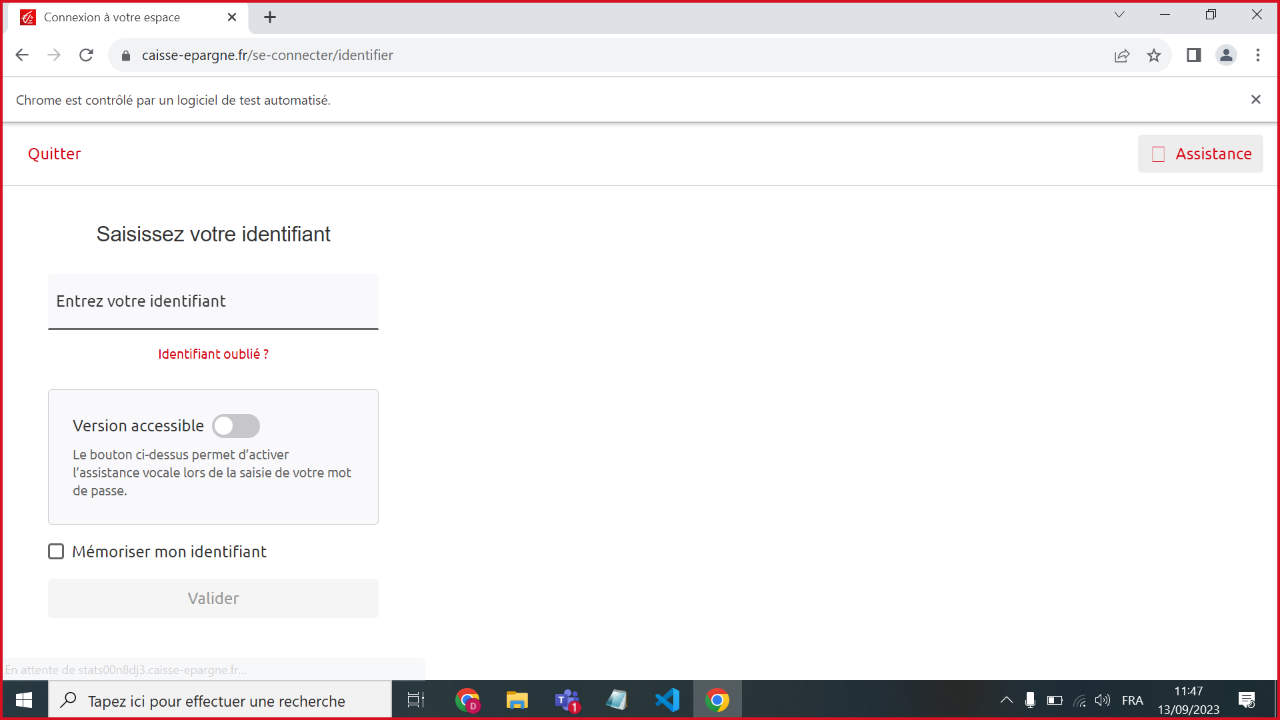 Connexion à votre espace
caisse-epargne.fr/se-connecter/identifier
Chrome est contrôlé par un logiciel de test automatisé.
Quitter
Assistance
Saisissez votre identifiant
Entrez votre identifiant
Identifiant oublié ?
Version accessible
Le bouton ci-dessus permet d'activer
l'assistance vocale lors de la saisie de votre mot
de passe.
Mémoriser mon identifiant
Valider
En attente de stats00n8dj3.caisse-epargne.fr...
Tapez ici pour effectuer une recherche
D
1
FRA
11:47
13/09/2023